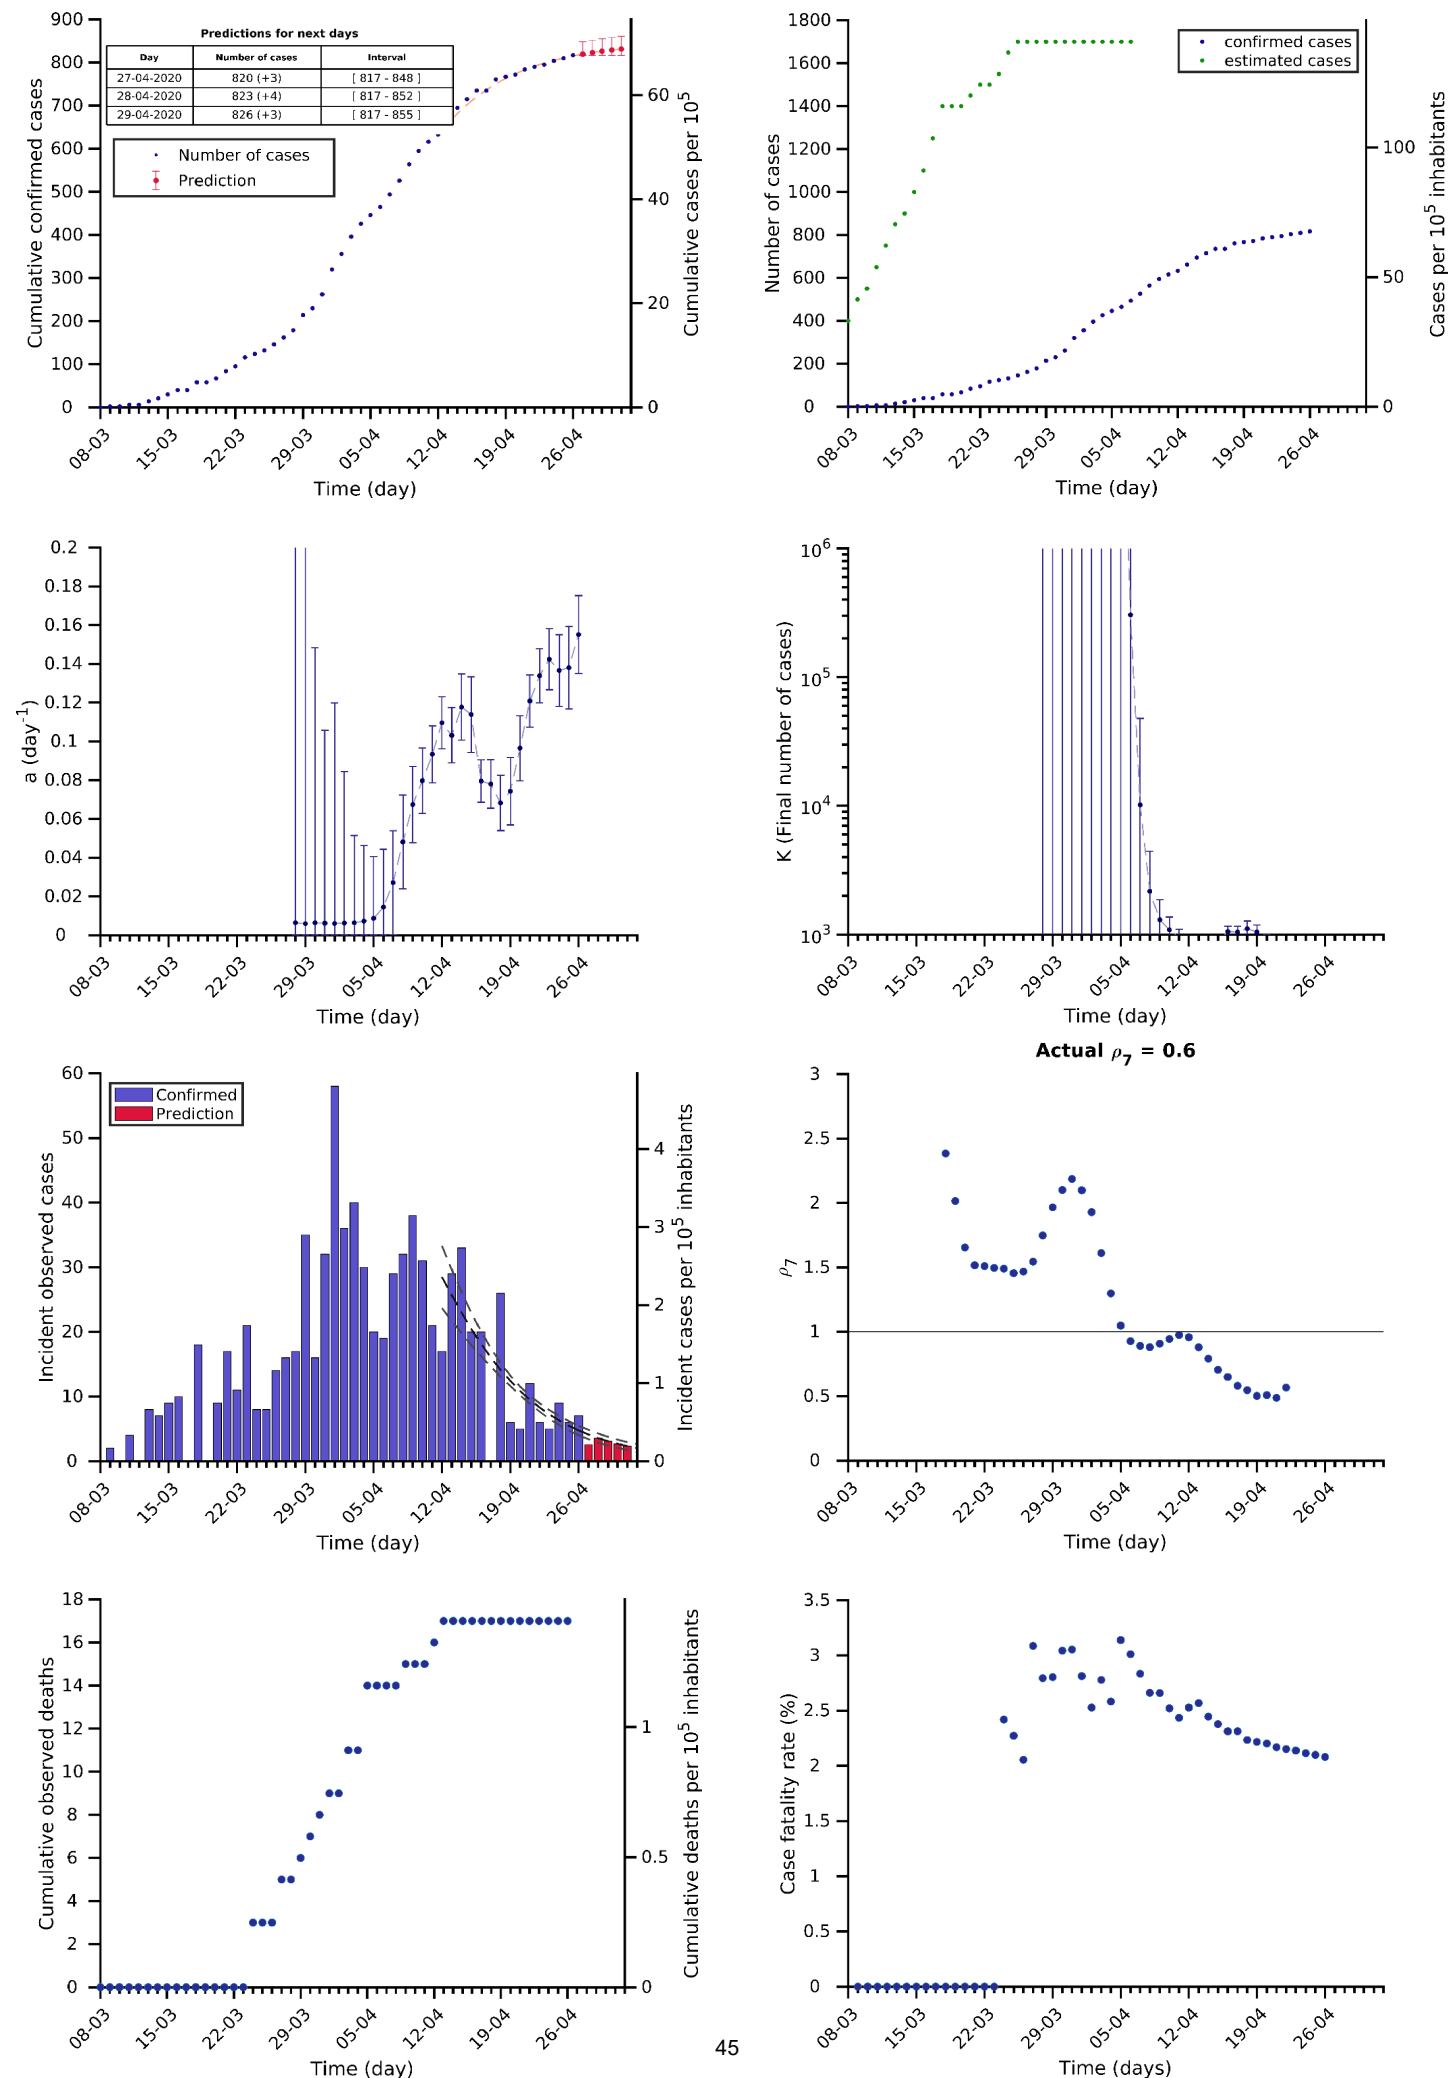 Predictions for next days
Day Number of cases Interval
27-04-2020 820 (+3) [ 817 - 848 ]
28-04-2020 823 (+4) [ 817 - 852 ]
29-04-2020 826 (+3) [ 817 - 855 ]
Number of cases
Prediction
Cumulative confirmed cases
900
800
700
600
500
400
300
200
100
0
60
40
20
0
Cumulative cases per 10^5
08-03 15-03 22-03 29-03 05-04 12-04 19-04 26-04
Time (day)
confirmed cases
estimated cases
Number of cases
1800
1600
1400
1200
1000
800
600
400
200
0
100
50
0
Cases per 10^5 inhabitants
08-03 15-03 22-03 29-03 05-04 12-04 19-04 26-04
Time (day)
a (day^-1)
0.2
0.18
0.16
0.14
0.12
0.1
0.08
0.06
0.04
0.02
0
08-03 15-03 22-03 29-03 05-04 12-04 19-04 26-04
Time (day)
K (Final number of cases)
10^6
10^5
10^4
10^3
08-03 15-03 22-03 29-03 05-04 12-04 19-04 26-04
Time (day)
Confirmed
Prediction
Incident observed cases
60
50
40
30
20
10
0
4
3
2
1
0
Incident cases per 10^5 inhabitants
08-03 15-03 22-03 29-03 05-04 12-04 19-04 26-04
Time (day)
Actual ρ7 = 0.6
ρ7
3
2.5
2
1.5
1
0.5
0
08-03 15-03 22-03 29-03 05-04 12-04 19-04 26-04
Time (day)
Cumulative observed deaths
18
16
14
12
10
8
6
4
2
0
1
0.5
0
Cumulative deaths per 10^5 inhabitants
08-03 15-03 22-03 29-03 05-04 12-04 19-04 26-04
Time (day)
Case fatality rate (%)
3.5
3
2.5
2
1.5
1
0.5
0
08-03 15-03 22-03 29-03 05-04 12-04 19-04 26-04
Time (days)
45